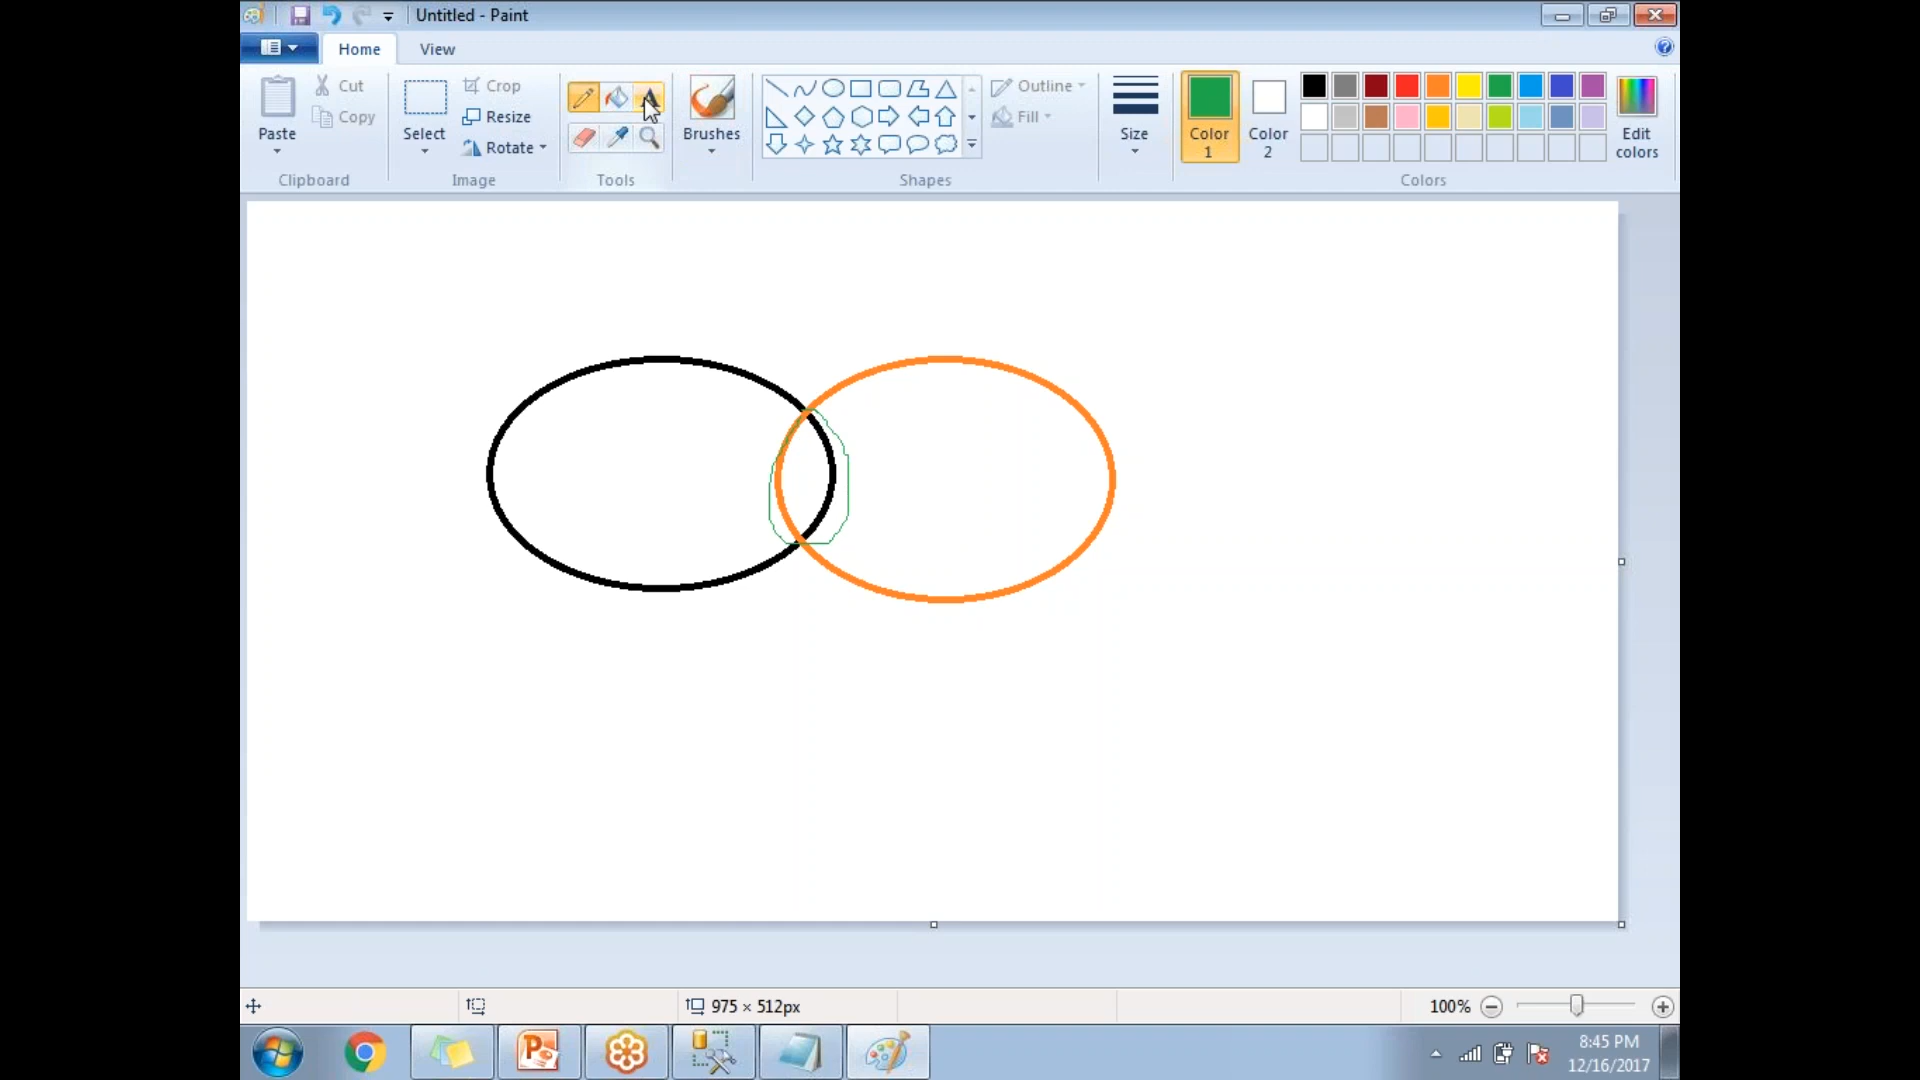 Untitled - Paint
Home View
Paste
Cut
Copy
Clipboard
Select
Crop
Resize
Rotate
Image
Tools
Brushes
Shapes
Outline
Fill
Size
Color 1
Color 2
Edit colors
Colors
975 × 512px
100%
8:45 PM
12/16/2017